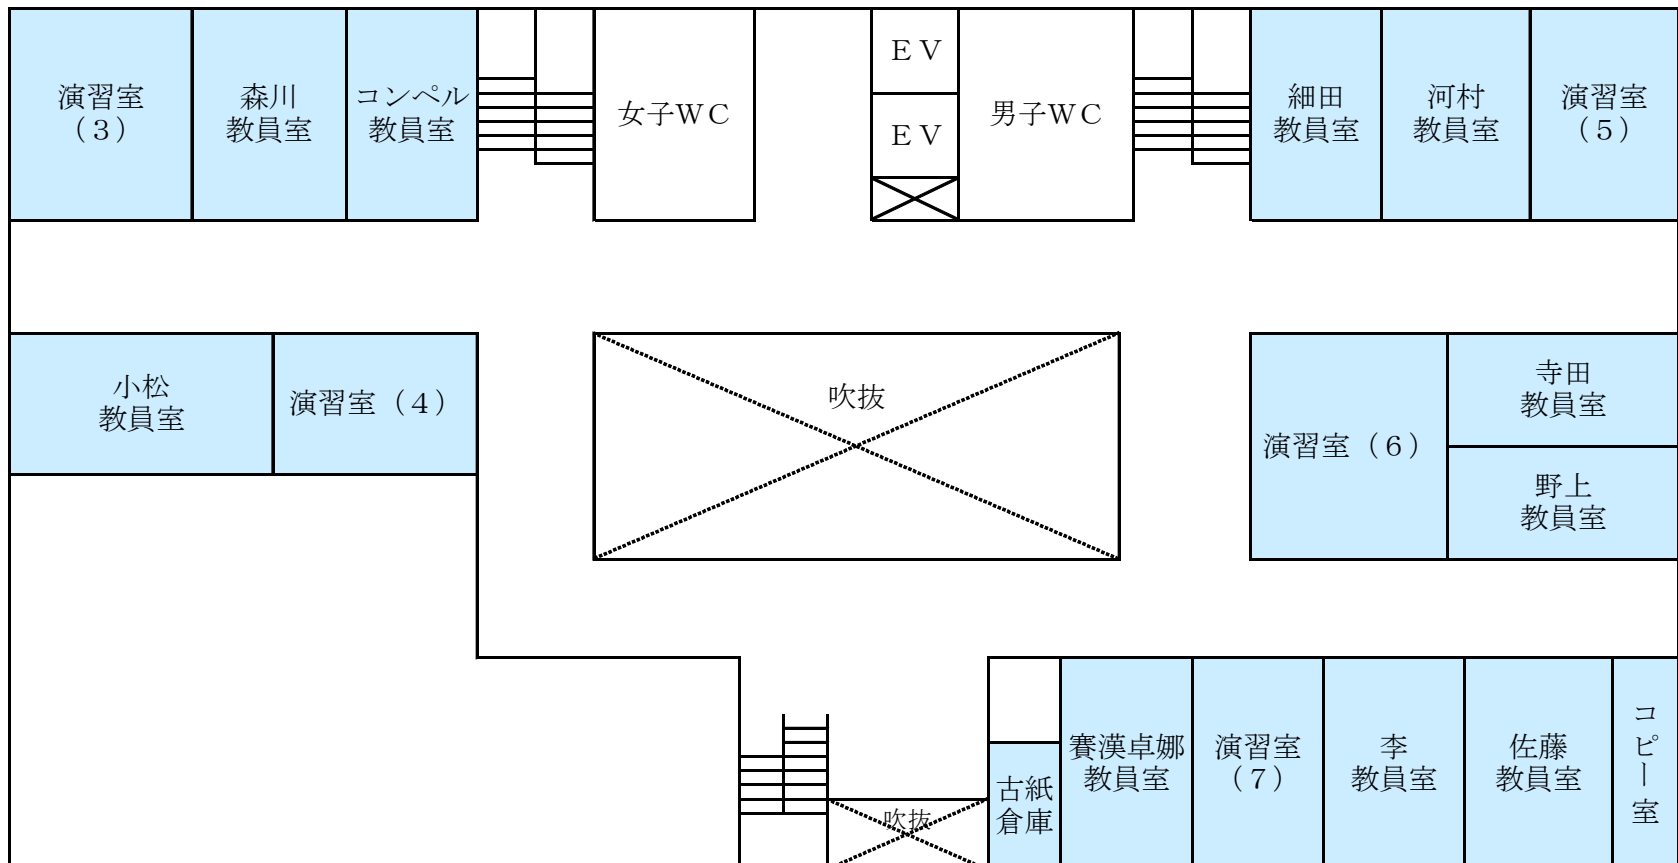 演習室
（３）
森川
教員室
コンペル
教員室
女子ＷＣ
ＥＶ
ＥＶ
男子ＷＣ
細田
教員室
河村
教員室
演習室
（５）
小松
教員室
演習室（４）
吹抜
演習室（６）
寺田
教員室
野上
教員室
吹抜
古紙
倉庫
賽漢卓娜
教員室
演習室
（７）
李
教員室
佐藤
教員室
コピー室